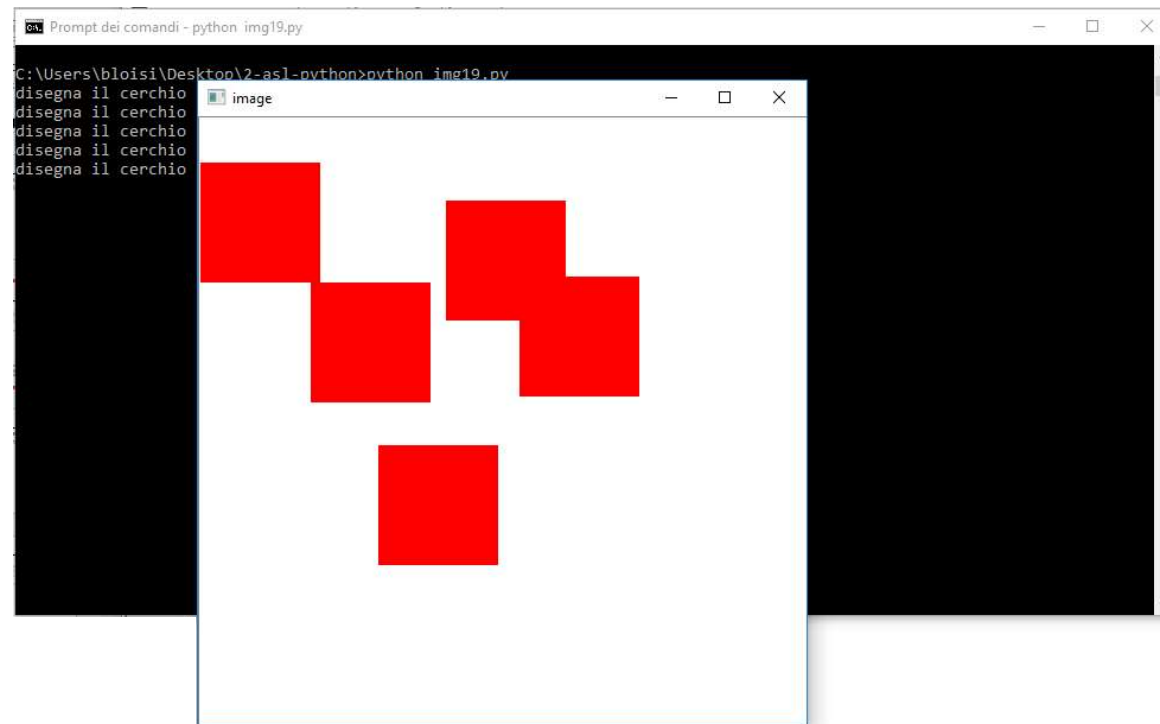 Prompt dei comandi - python img19.py
C:\Users\bloisi\Desktop\2-asl-python>python img19.py
disegna il cerchio
disegna il cerchio
disegna il cerchio
disegna il cerchio
disegna il cerchio
image